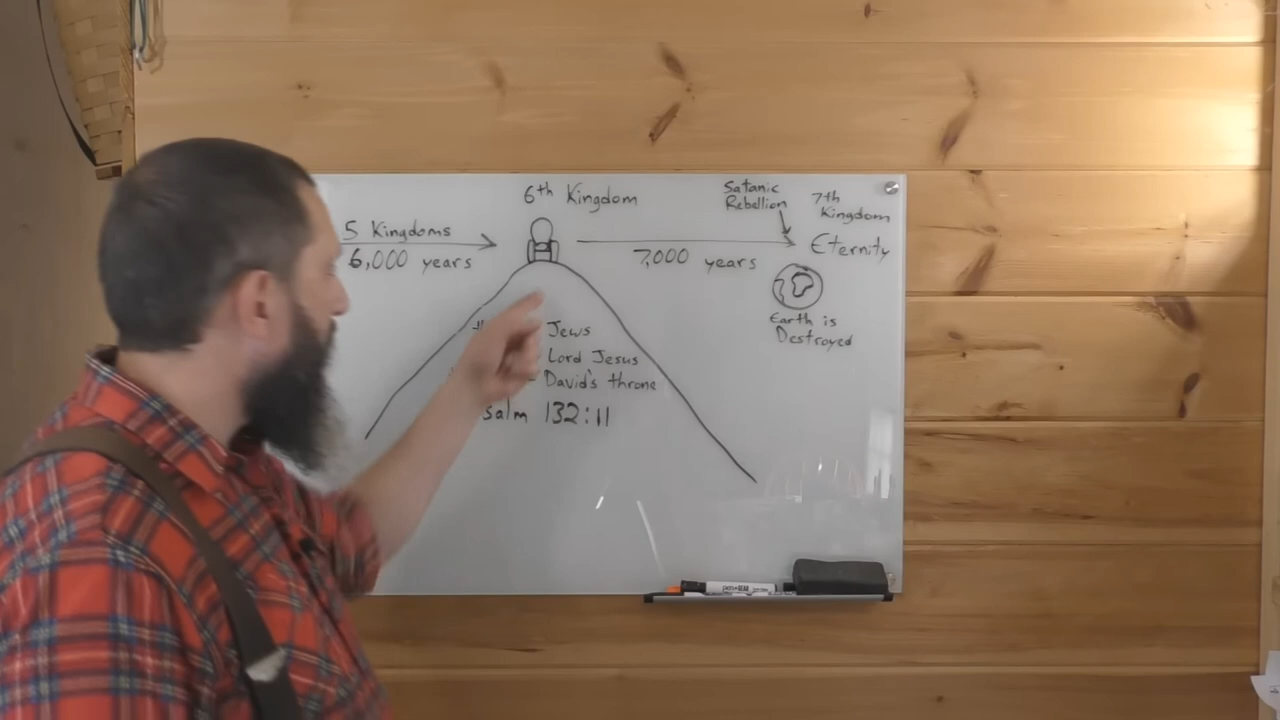 5 Kingdoms
6,000 years
6th Kingdom
7,000 years
Satanic
Rebellion
7th
Kingdom
Eternity
Earth is
Destroyed
Jews
Lord Jesus
David's throne
salm 132:11